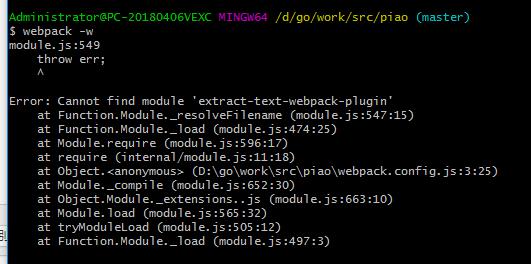 Administrator@PC-20180406VEXC MINGW64 /d/go/work/src/piao (master)
$ webpack -w
module.js:549
    throw err;
    ^

Error: Cannot find module 'extract-text-webpack-plugin'
    at Function.Module._resolveFilename (module.js:547:15)
    at Function.Module._load (module.js:474:25)
    at Module.require (module.js:596:17)
    at require (internal/module.js:11:18)
    at Object.<anonymous> (D:\go\work\src\piao\webpack.config.js:3:25)
    at Module._compile (module.js:652:30)
    at Object.Module._extensions..js (module.js:663:10)
    at Module.load (module.js:565:32)
    at tryModuleLoad (module.js:505:12)
    at Function.Module._load (module.js:497:3)